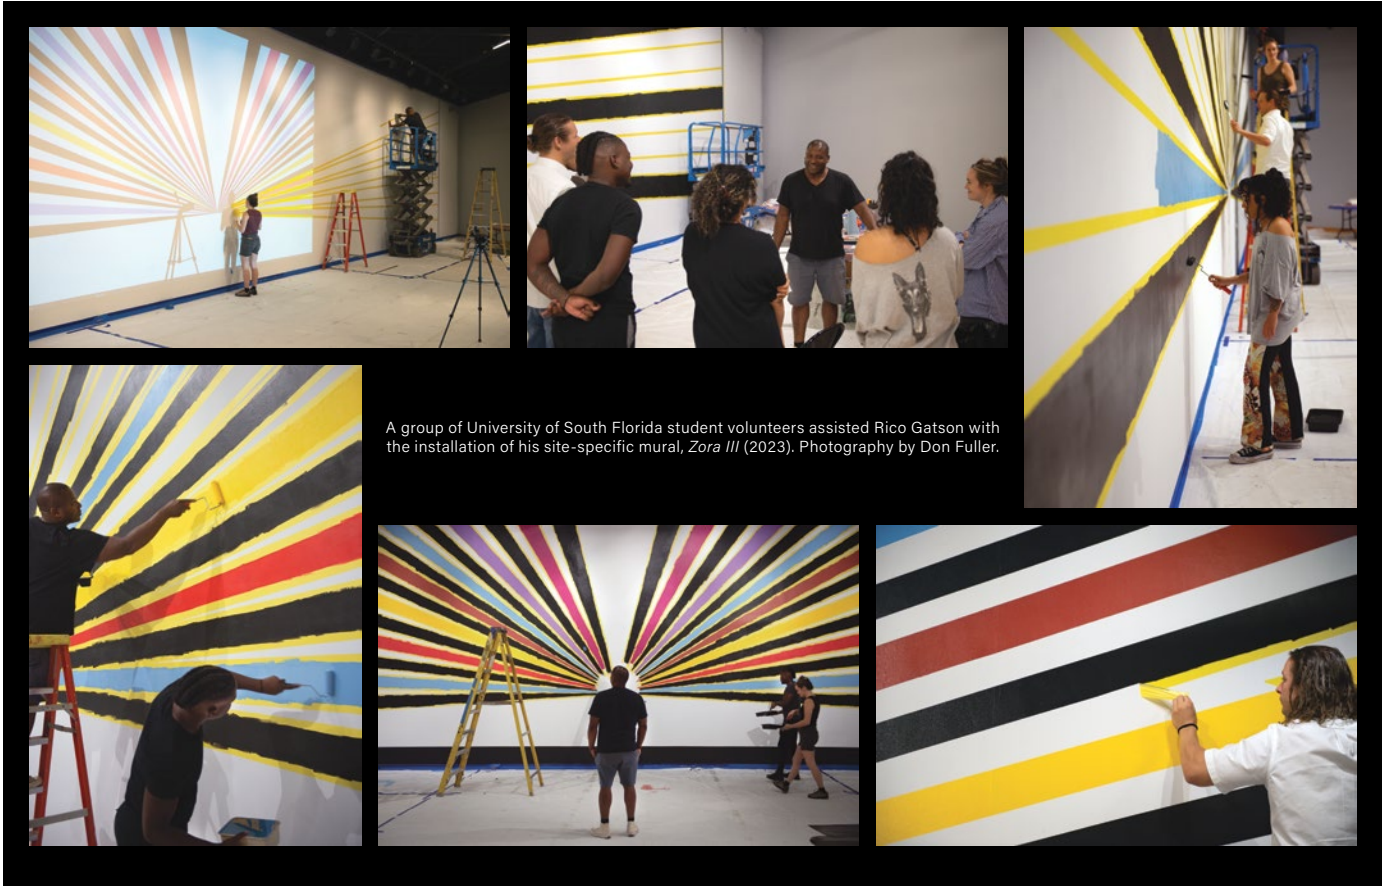 A group of University of South Florida student volunteers assisted Rico Gatson with
the installation of his site-specific mural, Zora III (2023). Photography by Don Fuller.